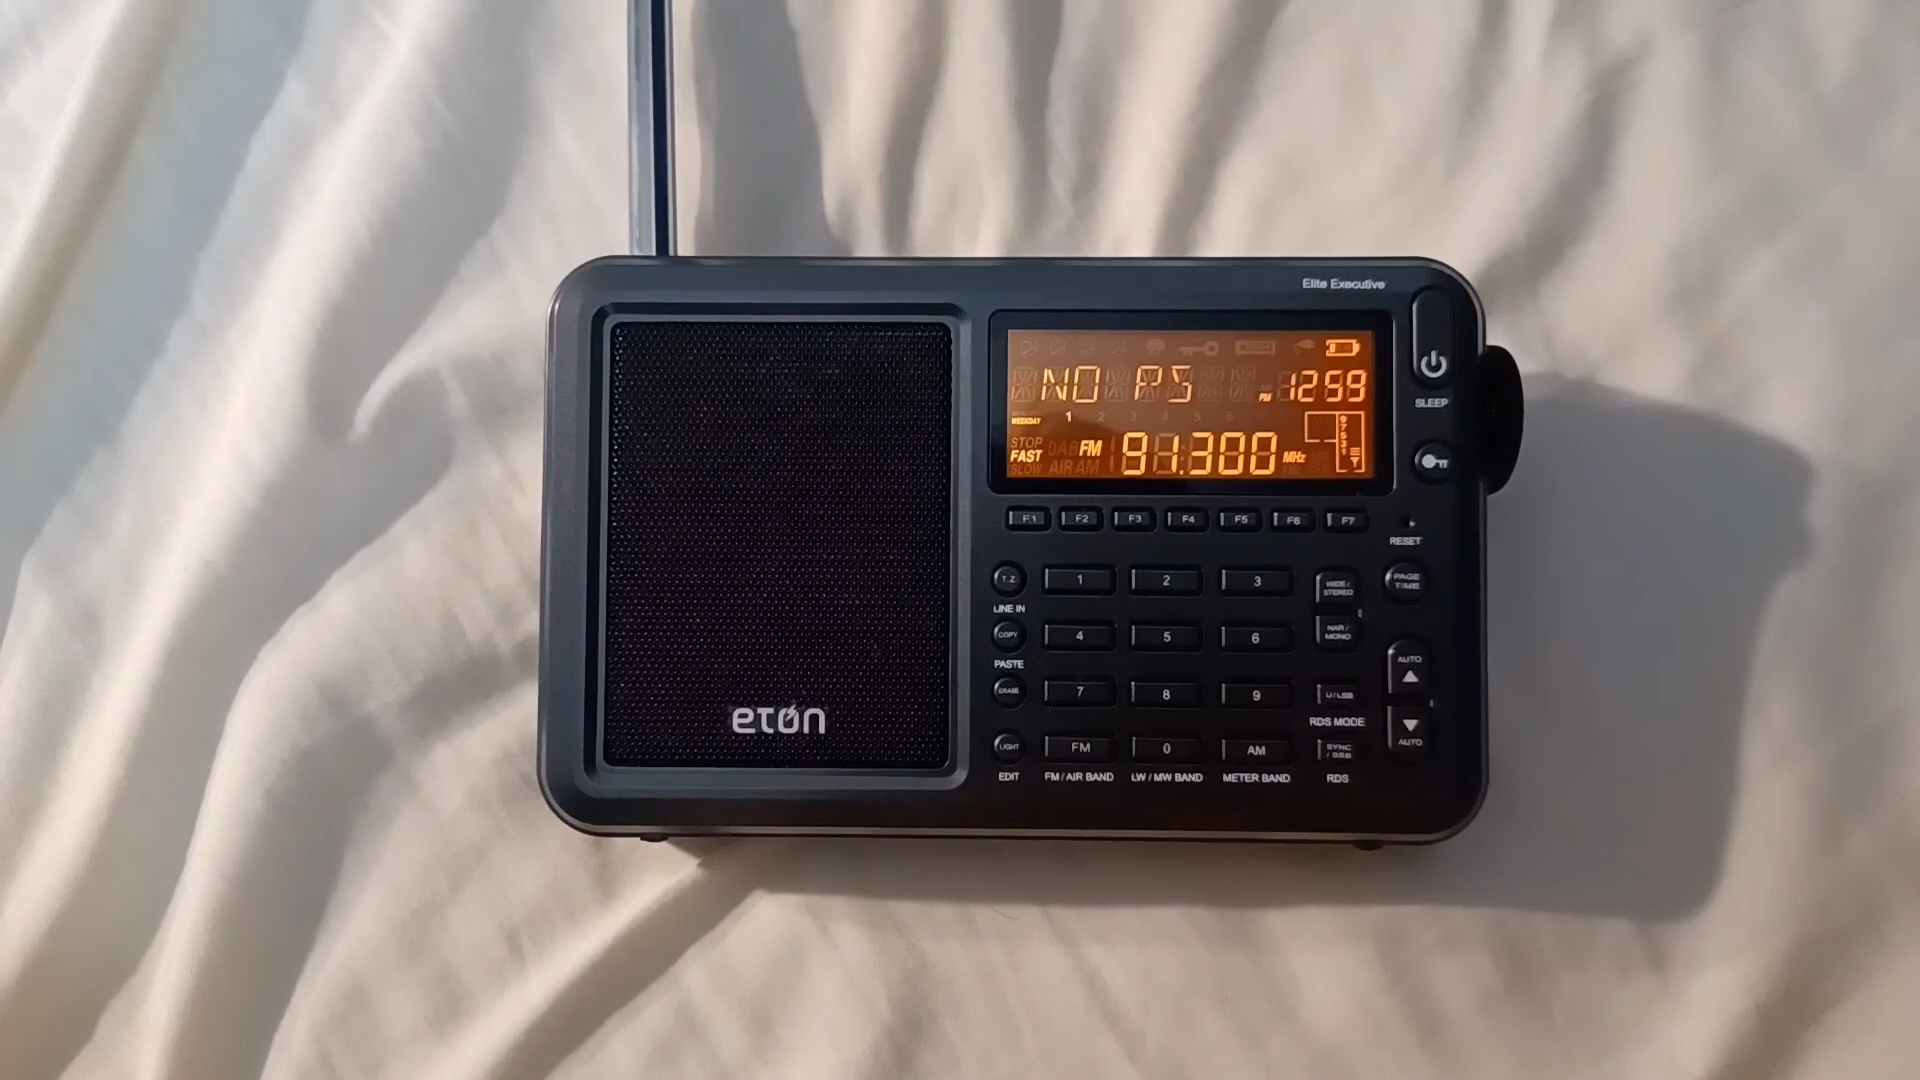 Elite Executive
NO PS PM 1259
WEEKDAY 1 2 3 4 5 6
STOP
FAST DAB FM 91.300 MHz
SLOW AIR AM
SLEEP
F1 F2 F3 F4 F5 F6 F7
RESET
T.Z 1 2 3 WIDE / STEREO PAGE TIME
LINE IN
COPY 4 5 6 NAR / MONO
PASTE
AUTO
ERASE 7 8 9 U / LSB
RDS MODE
eton
LIGHT FM 0 AM SYNC / SSB AUTO
EDIT FM / AIR BAND LW / MW BAND METER BAND RDS